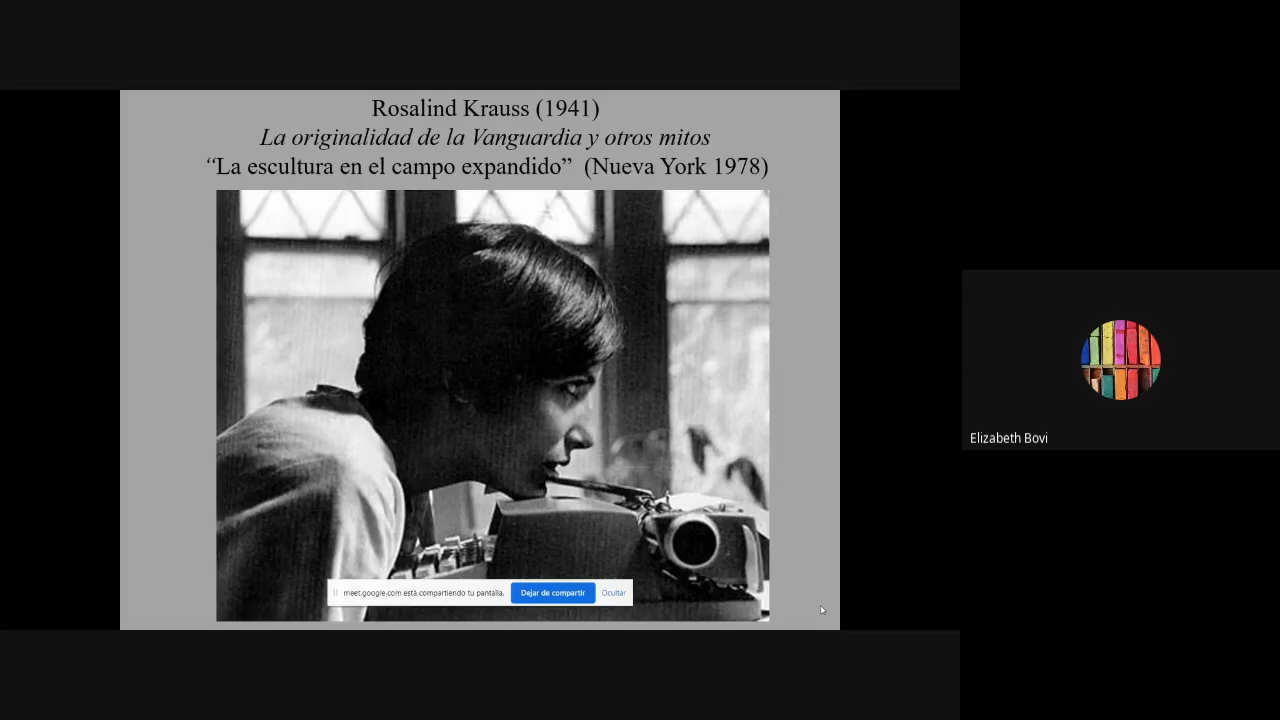 Rosalind Krauss (1941)
La originalidad de la Vanguardia y otros mitos
“La escultura en el campo expandido”  (Nueva York 1978)
meet.google.com está compartiendo tu pantalla. Dejar de compartir Ocultar
Elizabeth Bovi